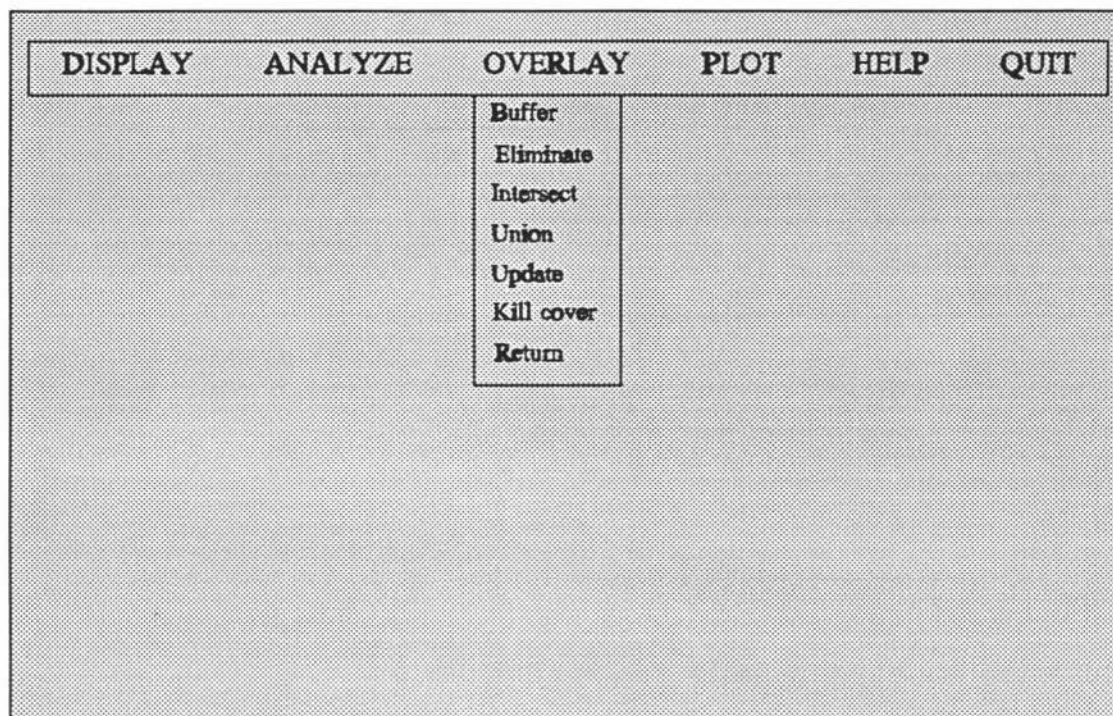 DISPLAY ANALYZE OVERLAY PLOT HELP QUIT
Buffer
Eliminate
Intersect
Union
Update
Kill cover
Return